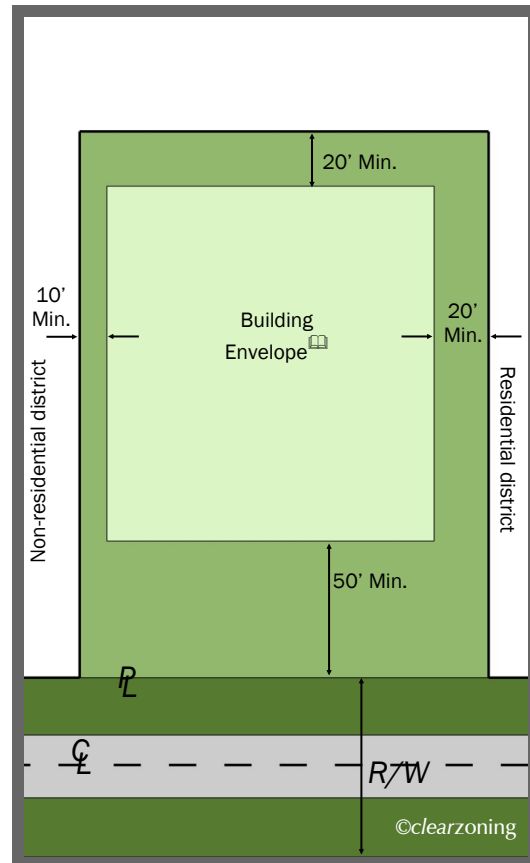 20’ Min.
10’
Min.
Building
Envelope
20’
Min.
Non-residential district
Residential district
50’ Min.
PL
CL
R/W
©clearzoning